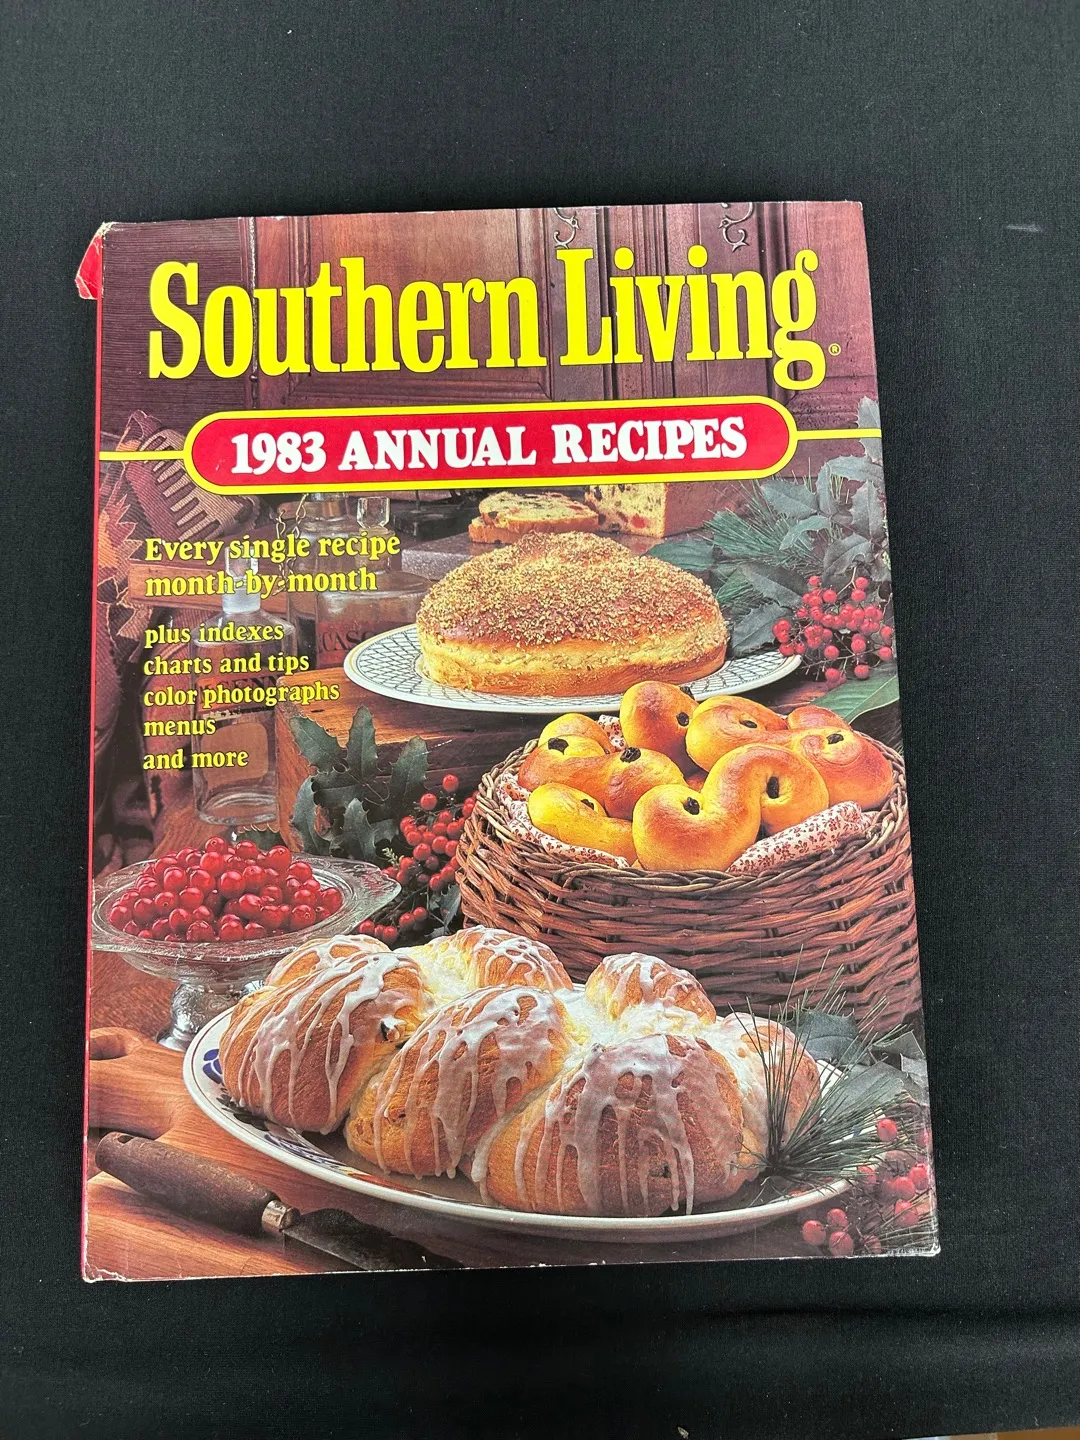 Southern Living®
1983 ANNUAL RECIPES
Every single recipe
month-by-month
plus indexes
charts and tips
color photographs
menus
and more